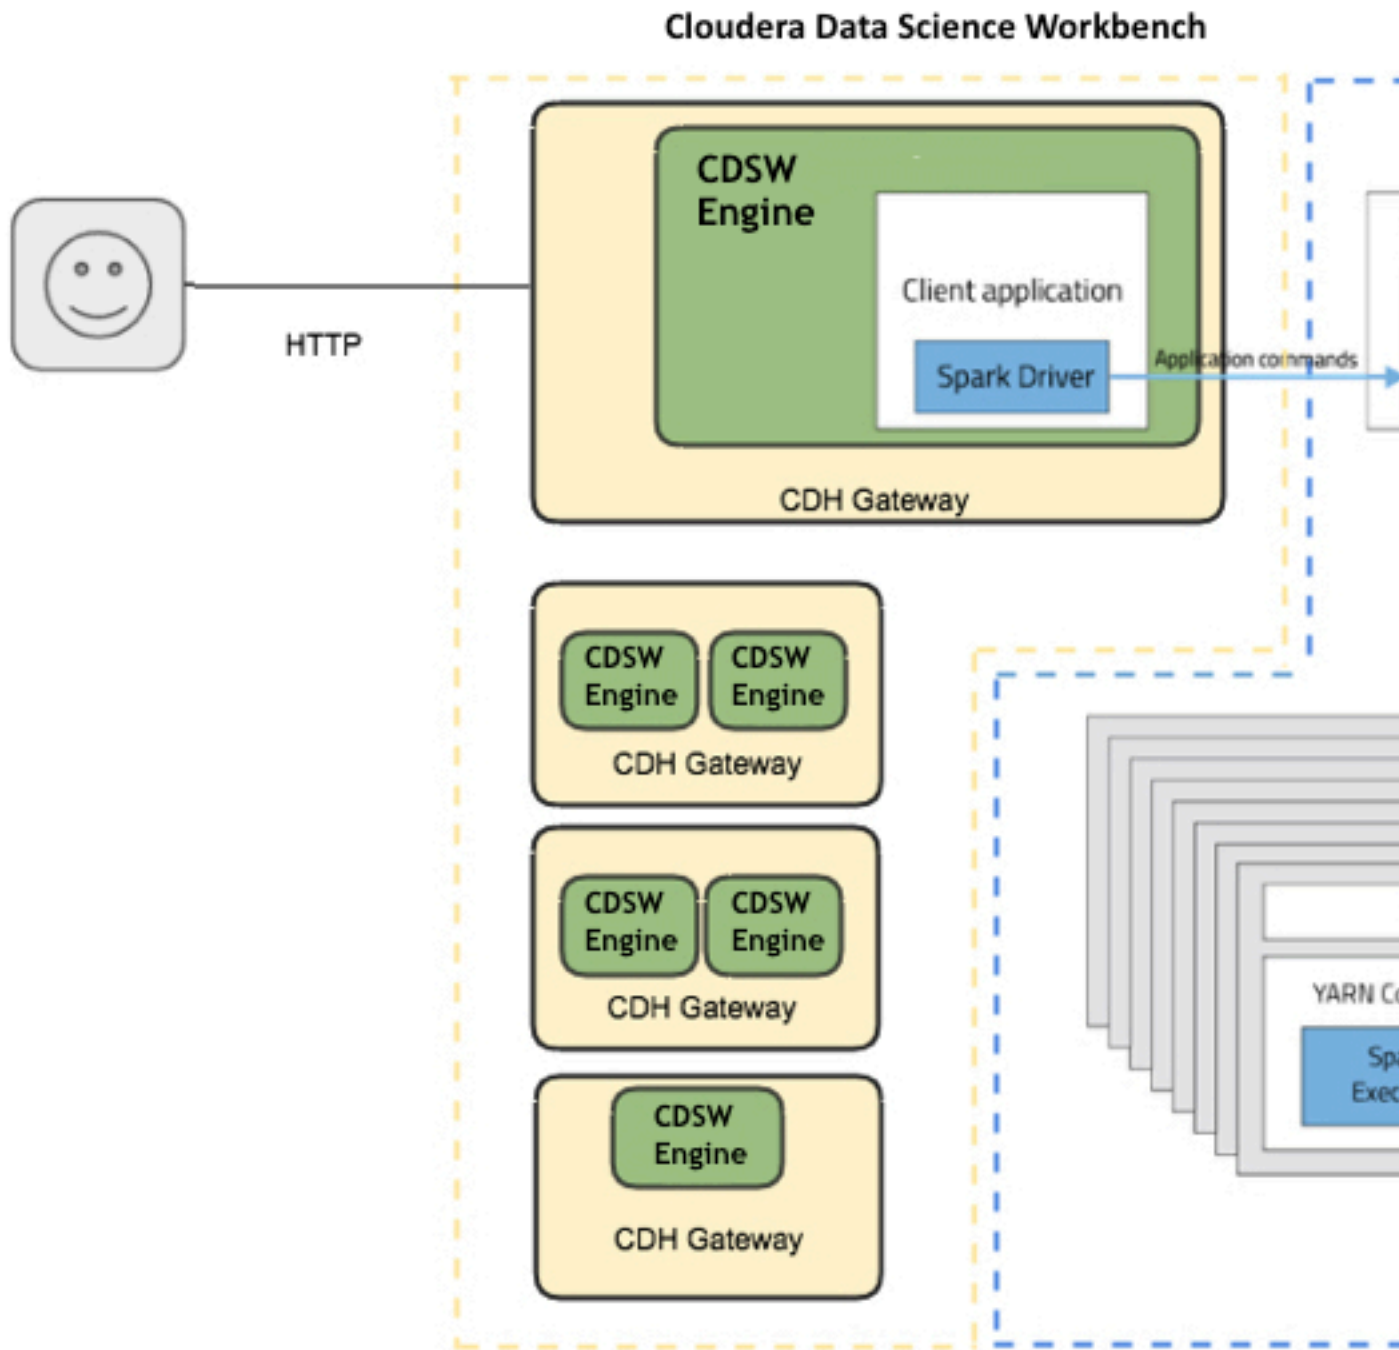 Cloudera Data Science Workbench
CDSW
Engine
Client application
HTTP
Application commands
Spark Driver
CDH Gateway
CDSW
Engine
CDSW
Engine
CDH Gateway
CDSW
Engine
CDSW
Engine
CDH Gateway
YARN
CDSW
Engine
CDH Gateway